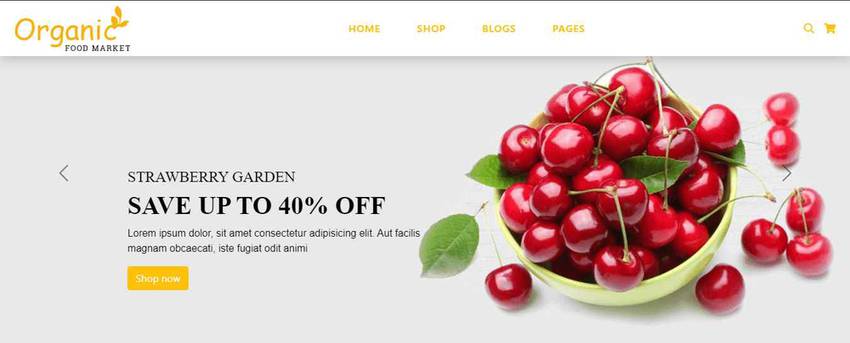 Organic
FOOD MARKET
HOME SHOP BLOGS PAGES
STRAWBERRY GARDEN
SAVE UP TO 40% OFF
Lorem ipsum dolor, sit amet consectetur adipisicing elit. Aut facilis
magnam obcaecati, iste fugiat odit animi
Shop now